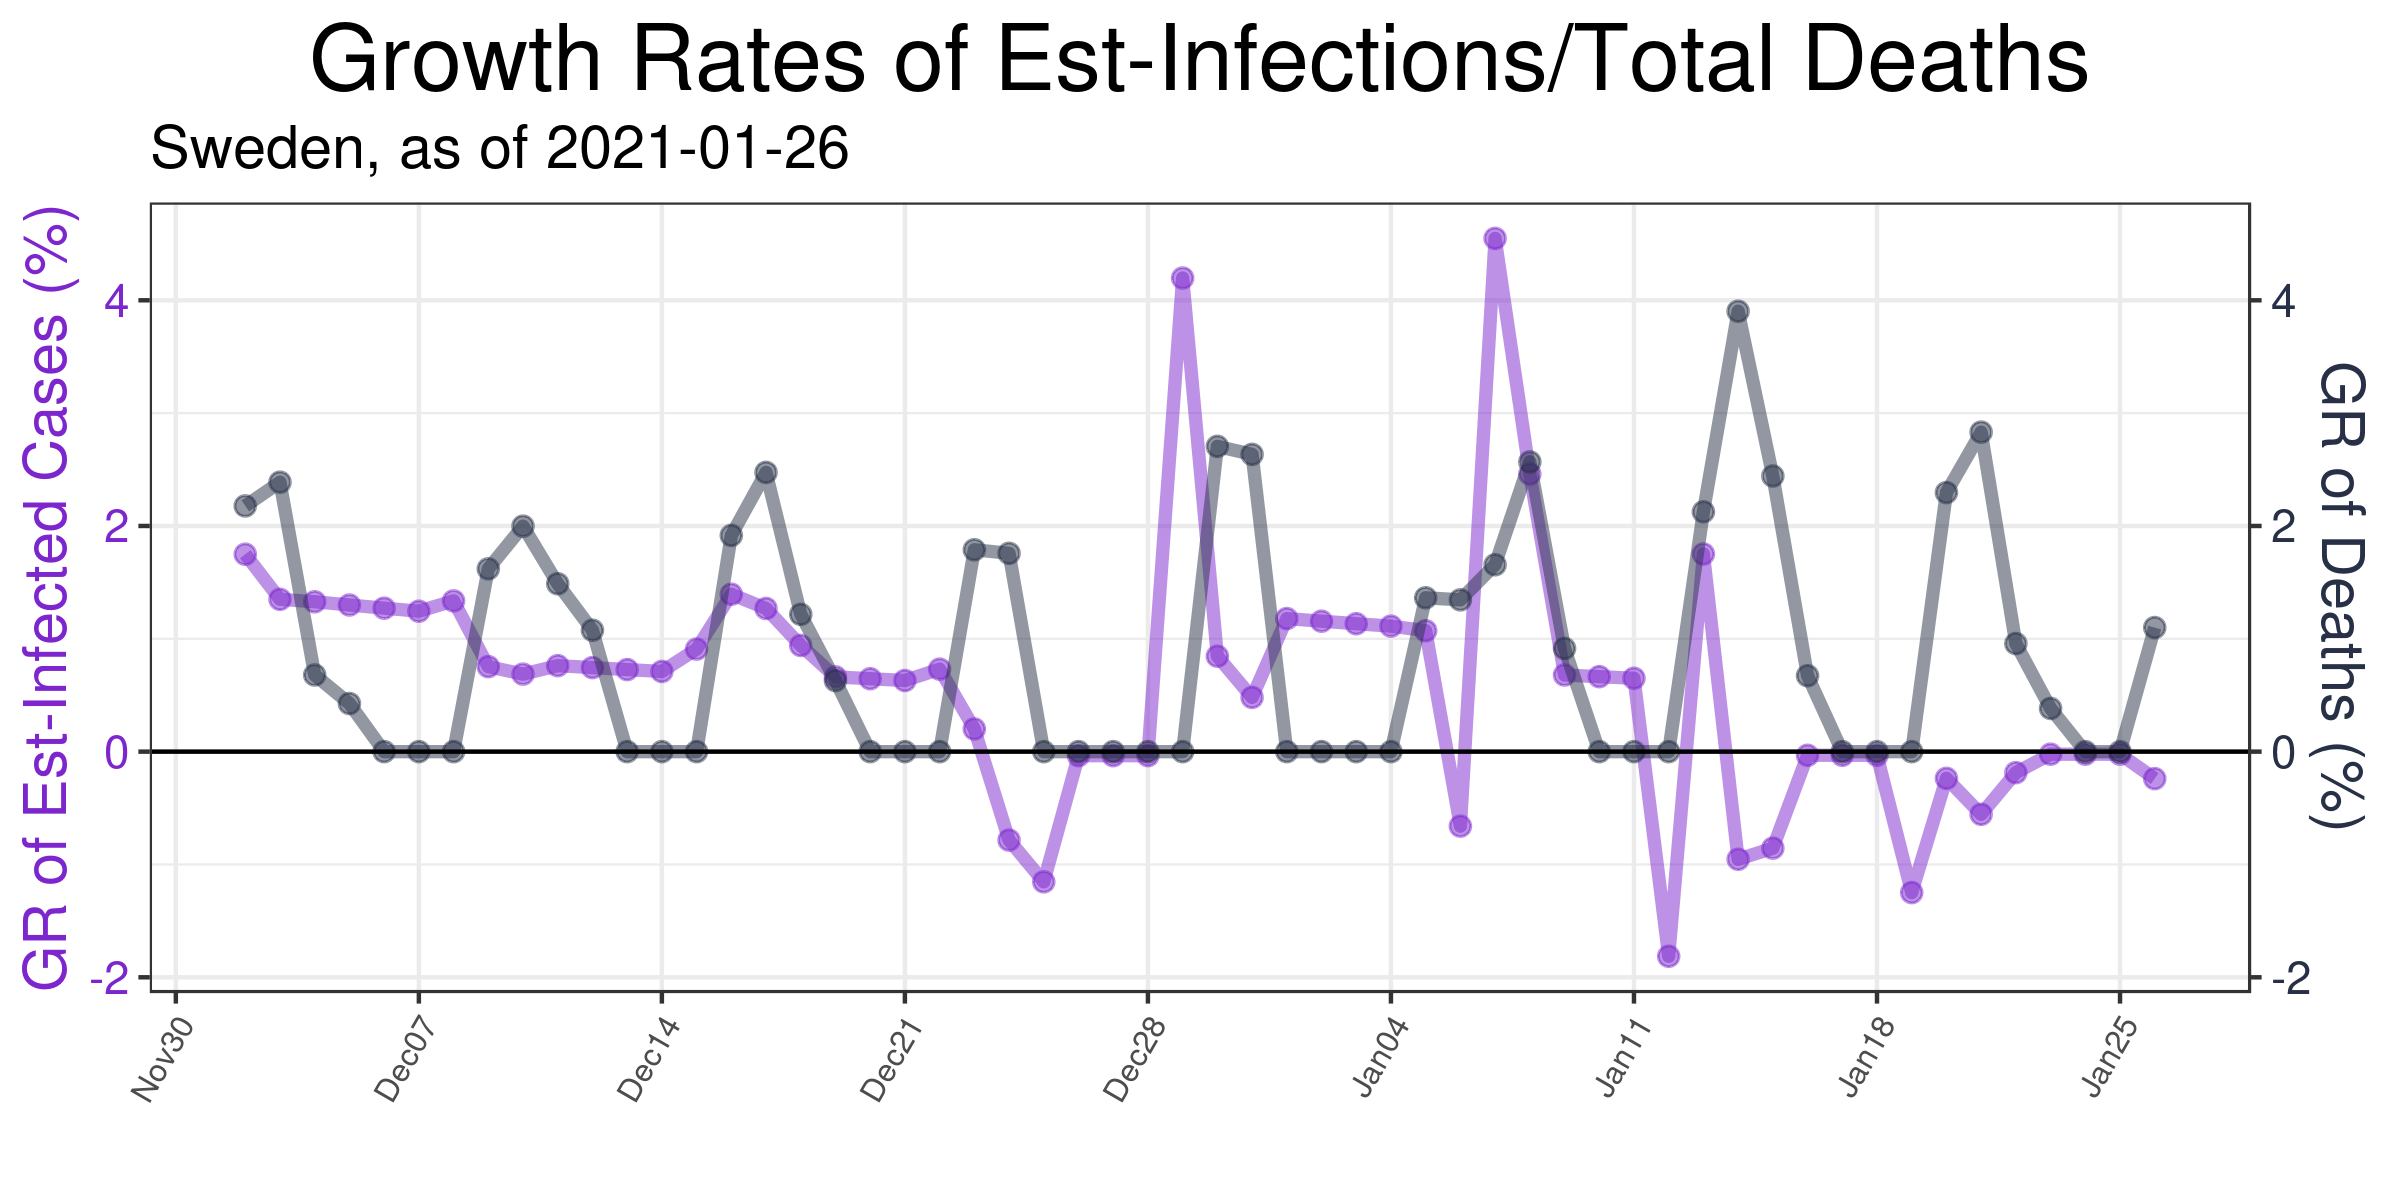 Growth Rates of Est-Infections/Total Deaths
Sweden, as of 2021-01-26
GR of Est-Infected Cases (%)
4
2
0
-2
4
2
0
-2
GR of Deaths (%)
Nov30
Dec07
Dec14
Dec21
Dec28
Jan04
Jan11
Jan18
Jan25